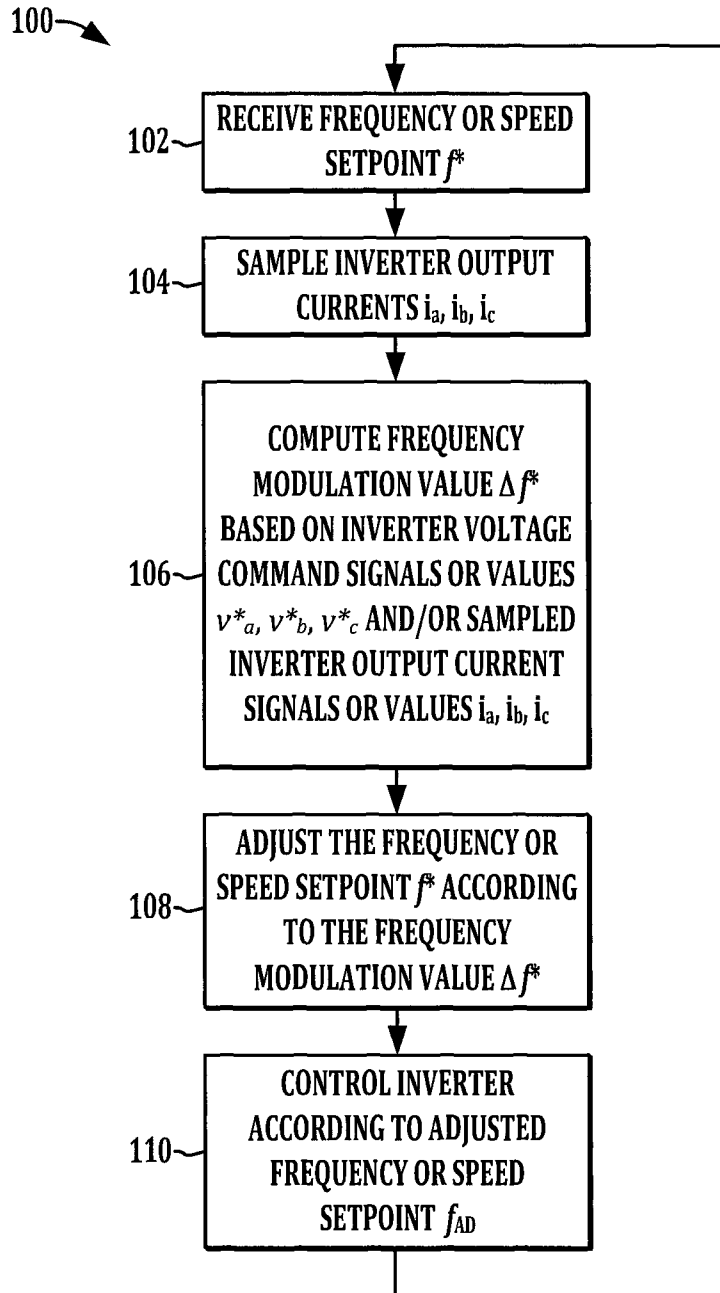 100
102
RECEIVE FREQUENCY OR SPEED
SETPOINT f*
104
SAMPLE INVERTER OUTPUT
CURRENTS ia, ib, ic
106
COMPUTE FREQUENCY
MODULATION VALUE Δ f*
BASED ON INVERTER VOLTAGE
COMMAND SIGNALS OR VALUES
v*a, v*b, v*c AND/OR SAMPLED
INVERTER OUTPUT CURRENT
SIGNALS OR VALUES ia, ib, ic
108
ADJUST THE FREQUENCY OR
SPEED SETPOINT f* ACCORDING
TO THE FREQUENCY
MODULATION VALUE Δ f*
110
CONTROL INVERTER
ACCORDING TO ADJUSTED
FREQUENCY OR SPEED
SETPOINT fAD